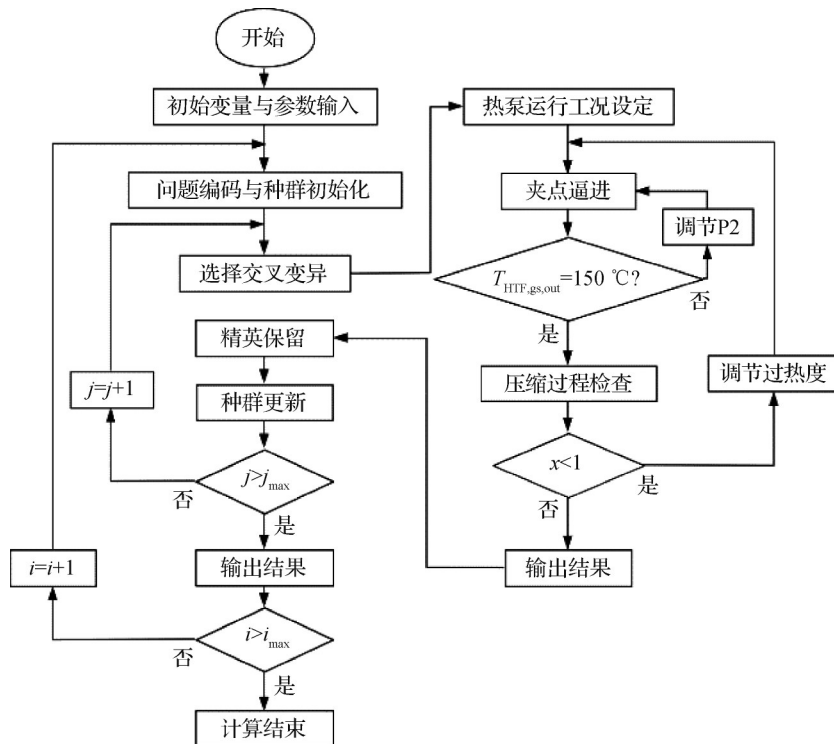 开始
初始变量与参数输入
问题编码与种群初始化
选择交叉变异
热泵运行工况设定
夹点逼进
调节P2
T_HTF,gs,out=150 ℃?
否
是
压缩过程检查
调节过热度
x<1
是
否
输出结果
精英保留
种群更新
j=j+1
j>j_max
否
是
输出结果
i=i+1
i>i_max
否
是
计算结束